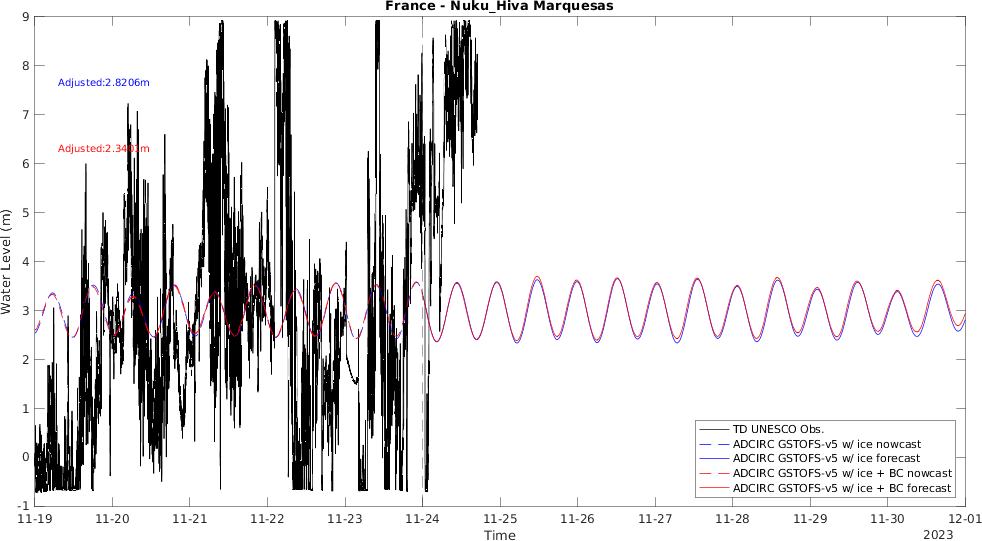 France - Nuku_Hiva Marquesas
9
8
7
6
5
4
3
2
1
0
-1
Water Level (m)
Adjusted:2.8206m
Adjusted:2.3401m
TD UNESCO Obs.
ADCIRC GSTOFS-v5 w/ ice nowcast
ADCIRC GSTOFS-v5 w/ ice forecast
ADCIRC GSTOFS-v5 w/ ice + BC nowcast
ADCIRC GSTOFS-v5 w/ ice + BC forecast
11-19 11-20 11-21 11-22 11-23 11-24 11-25 11-26 11-27 11-28 11-29 11-30 12-01
Time
2023